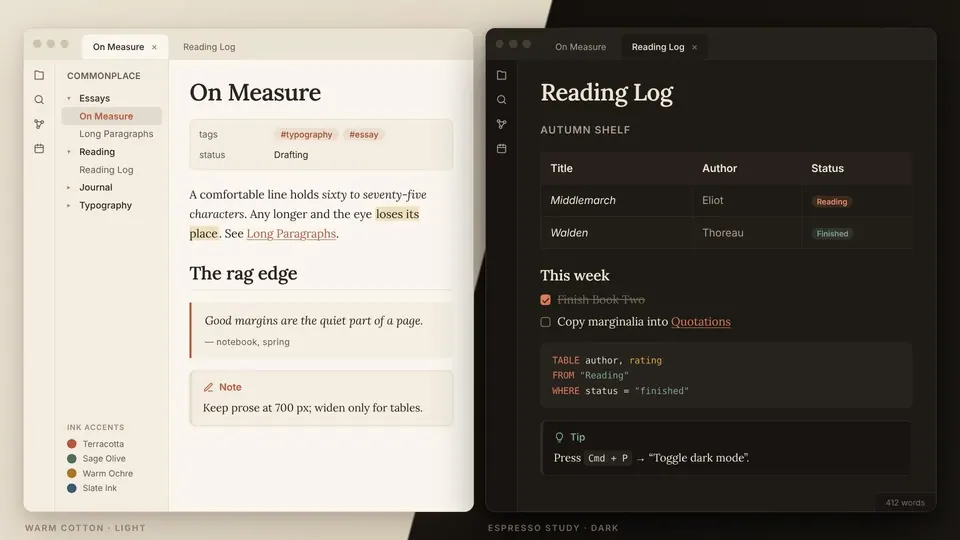 On Measure ×
Reading Log
COMMONPLACE
Essays
On Measure
Long Paragraphs
Reading
Reading Log
Journal
Typography
INK ACCENTS
Terracotta
Sage Olive
Warm Ochre
Slate Ink
On Measure
tags #typography #essay
status Drafting
A comfortable line holds sixty to seventy-five
characters. Any longer and the eye loses its
place. See Long Paragraphs.
The rag edge
Good margins are the quiet part of a page.
— notebook, spring
Note
Keep prose at 700 px; widen only for tables.
WARM COTTON · LIGHT
On Measure
Reading Log ×
Reading Log
AUTUMN SHELF
Title Author Status
Middlemarch Eliot Reading
Walden Thoreau Finished
This week
Finish Book Two
Copy marginalia into Quotations
TABLE author, rating
FROM "Reading"
WHERE status = "finished"
Tip
Press Cmd + P → “Toggle dark mode”.
412 words
ESPRESSO STUDY · DARK